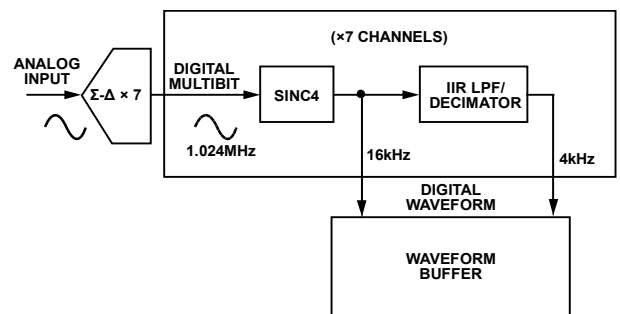 (×7 CHANNELS)
ANALOG
INPUT
Σ-Δ × 7
DIGITAL
MULTIBIT
1.024MHz
SINC4
IIR LPF/
DECIMATOR
16kHz
4kHz
DIGITAL
WAVEFORM
WAVEFORM
BUFFER